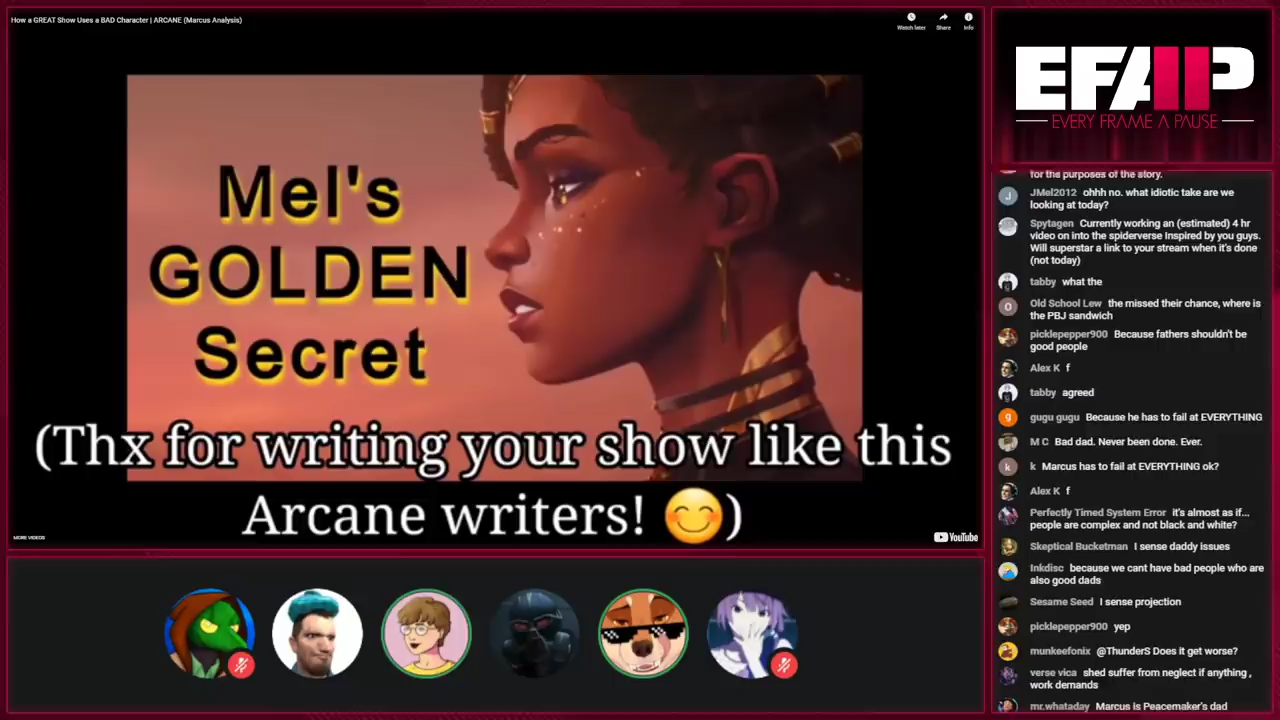 How a GREAT Show Uses a BAD Character | ARCANE (Marcus Analysis)
Watch later
Share
Info
Mel's
GOLDEN
Secret
(Thx for writing your show like this
Arcane writers! 😊)
MORE VIDEOS
YouTube
EFAP
EVERY FRAME A PAUSE
for the purposes of the story.
JMel2012 ohhh no. what idiotic take are we
looking at today?
Spytagen Currently working an (estimated) 4 hr
video on into the spiderverse Inspired by you guys.
Will superstar a link to your stream when it's done
(not today)
tabby what the
Old School Lew the missed their chance, where is
the PBJ sandwich
picklepepper900 Because fathers shouldn't be
good people
Alex K f
tabby agreed
gugu gugu Because he has to fail at EVERYTHING
M C Bad dad. Never been done. Ever.
k Marcus has to fail at EVERYTHING ok?
Alex K f
Perfectly Timed System Error it's almost as if...
people are complex and not black and white?
Skeptical Bucketman I sense daddy issues
Inkdisc because we cant have bad people who are
also good dads
Sesame Seed I sense projection
picklepepper900 yep
munkeefonix @ThunderS Does it get worse?
verse vica shed suffer from neglect if anything ,
work demands
mr.whataday Marcus is Peacemaker's dad